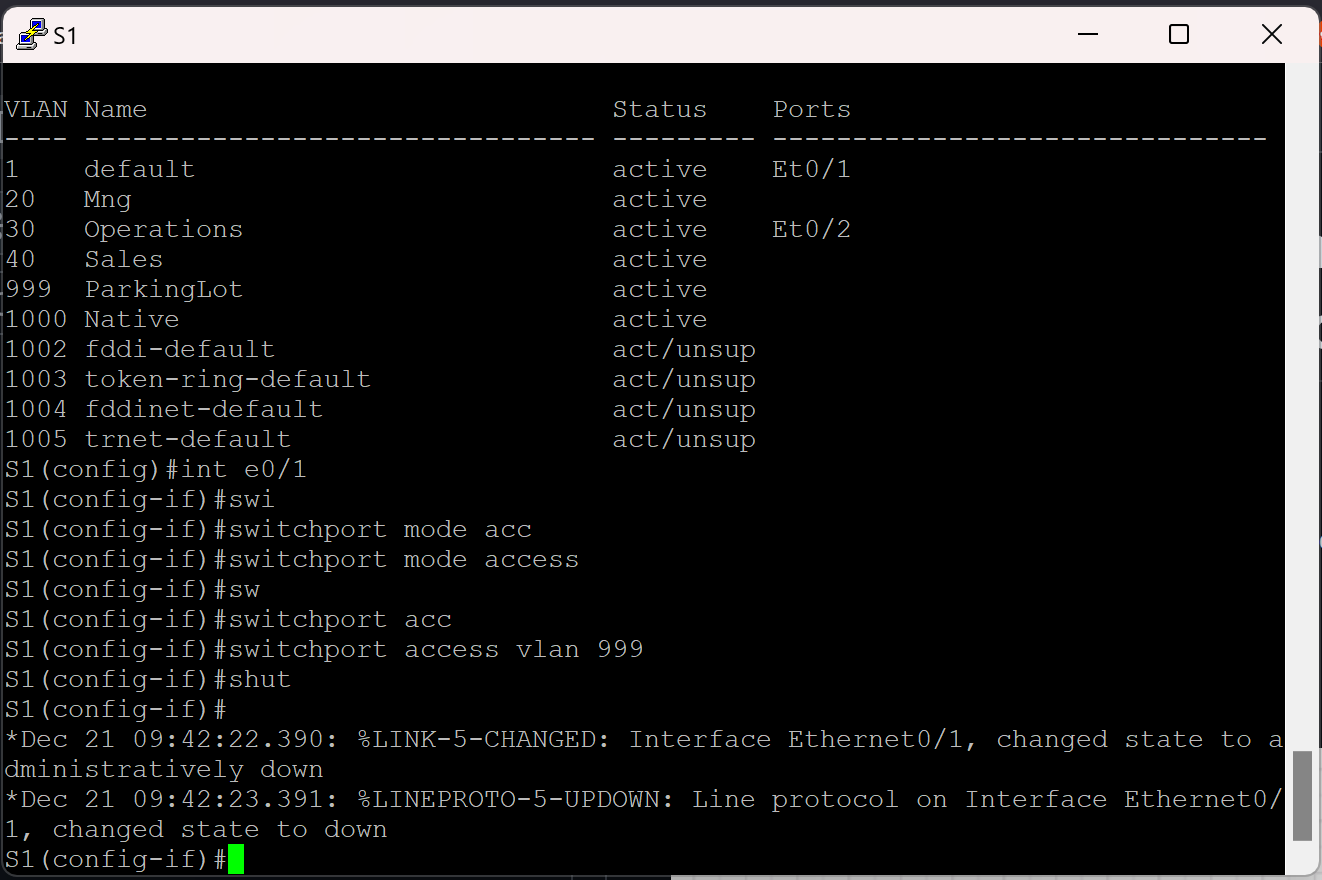 S1
VLAN Name                             Status    Ports
---- -------------------------------- --------- -------------------------------
1    default                          active    Et0/1
20   Mng                              active
30   Operations                       active    Et0/2
40   Sales                            active
999  ParkingLot                       active
1000 Native                           active
1002 fddi-default                     act/unsup
1003 token-ring-default               act/unsup
1004 fddinet-default                  act/unsup
1005 trnet-default                    act/unsup
S1(config)#int e0/1
S1(config-if)#swi
S1(config-if)#switchport mode acc
S1(config-if)#switchport mode access
S1(config-if)#sw
S1(config-if)#switchport acc
S1(config-if)#switchport access vlan 999
S1(config-if)#shut
S1(config-if)#
*Dec 21 09:42:22.390: %LINK-5-CHANGED: Interface Ethernet0/1, changed state to a
dministratively down
*Dec 21 09:42:23.391: %LINEPROTO-5-UPDOWN: Line protocol on Interface Ethernet0/
1, changed state to down
S1(config-if)#